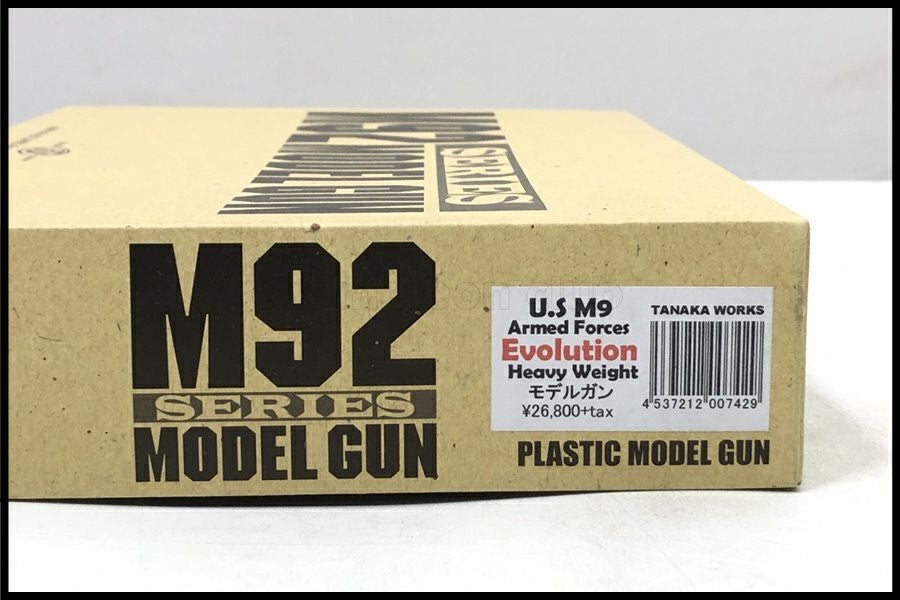 SERIES
M92
SERIES
MODEL GUN
U.S M9
Armed Forces
Evolution
Heavy Weight
モデルガン
¥26,800+tax
TANAKA WORKS
4 537212 007429
PLASTIC MODEL GUN